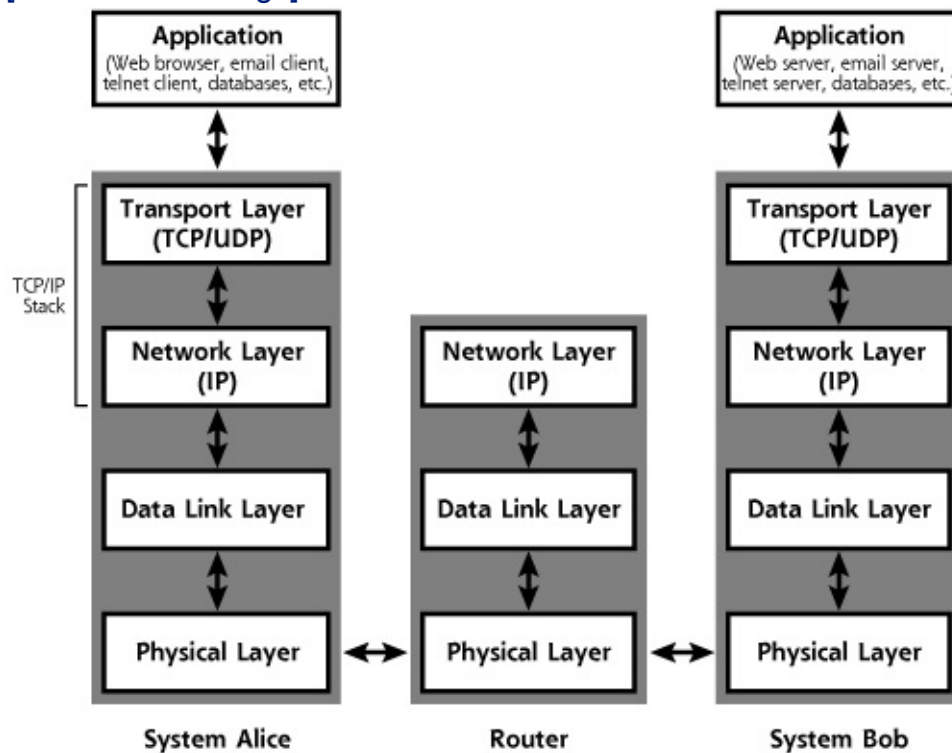 Application
(Web browser, email client,
telnet client, databases, etc.)
Application
(Web server, email server,
telnet server, databases, etc.)
TCP/IP
Stack
Transport Layer
(TCP/UDP)
Network Layer
(IP)
Data Link Layer
Physical Layer
System Alice
Network Layer
(IP)
Data Link Layer
Physical Layer
Router
Transport Layer
(TCP/UDP)
Network Layer
(IP)
Data Link Layer
Physical Layer
System Bob